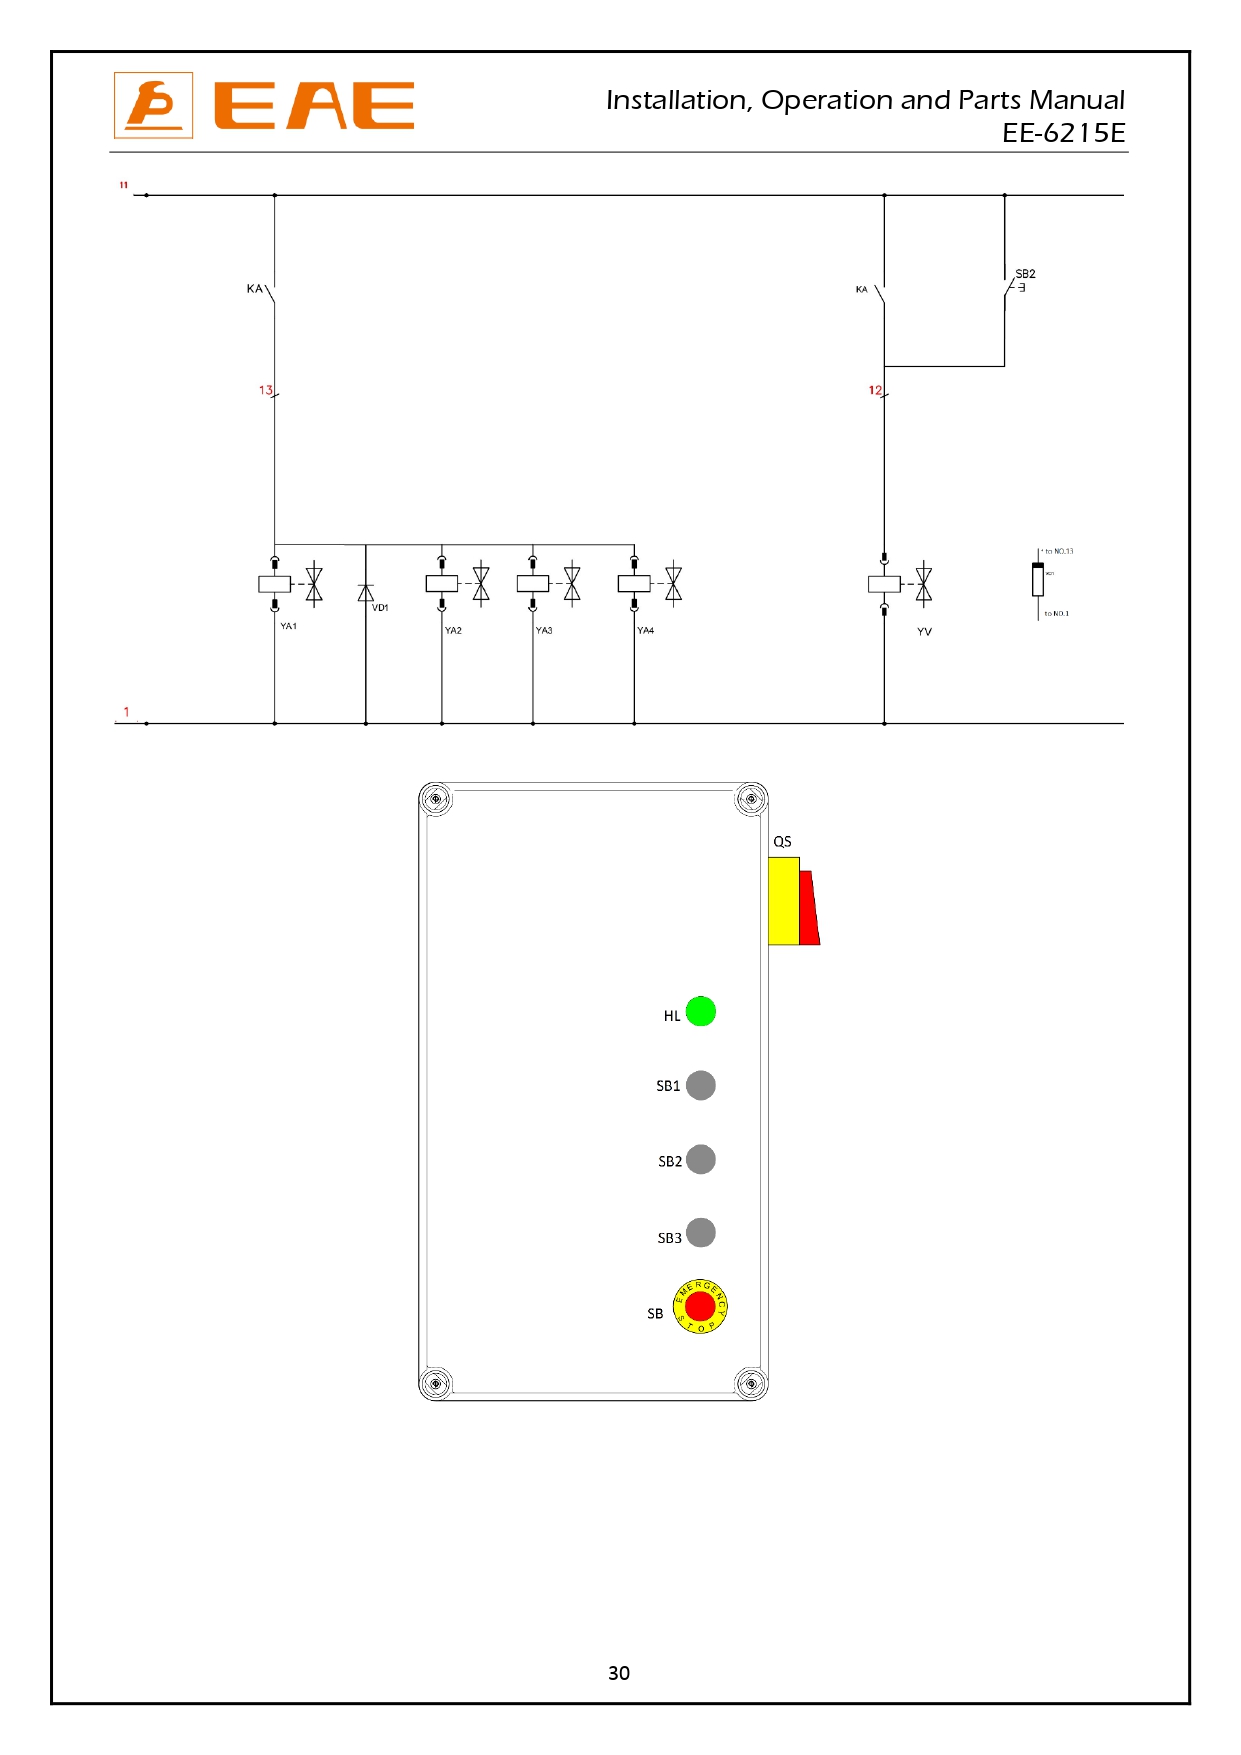 EAE
Installation, Operation and Parts Manual
EE-6215E
11
KA
KA
SB2
13
12
YA1
VD1
YA2
YA3
YA4
YV
to NO.13
to NO.1
1
QS
HL
SB1
SB2
SB3
SB
EMERGENCY
STOP
30